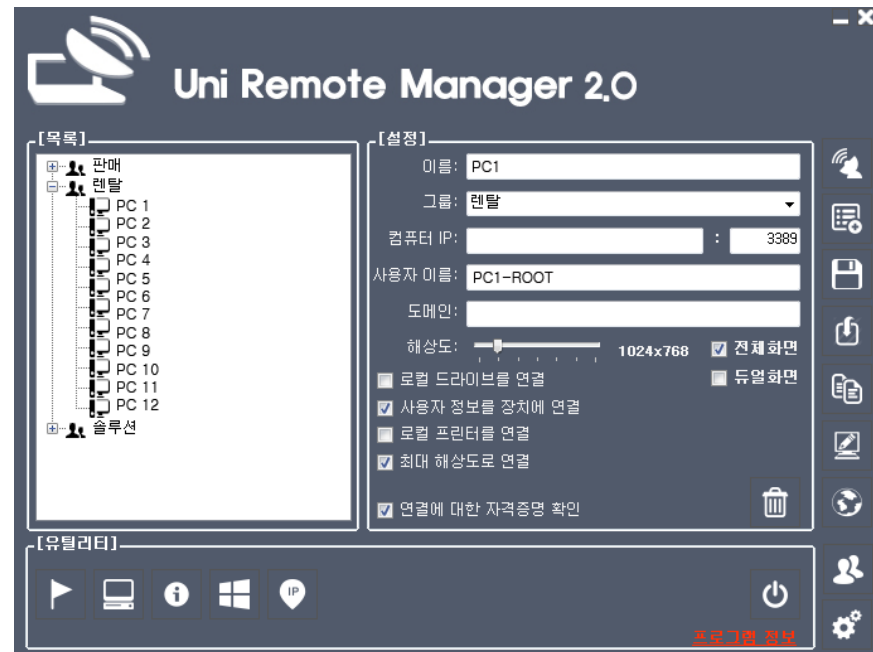 Uni Remote Manager 2.0
[목록]
판매
렌탈
PC 1
PC 2
PC 3
PC 4
PC 5
PC 6
PC 7
PC 8
PC 9
PC 10
PC 11
PC 12
솔루션
[설정]
이름: PC1
그룹: 렌탈
컴퓨터 IP: : 3389
사용자 이름: PC1-ROOT
도메인:
해상도: 1024x768 전체화면
듀얼화면
로컬 드라이브를 연결
사용자 정보를 장치에 연결
로컬 프린터를 연결
최대 해상도로 연결
연결에 대한 자격증명 확인
[유틸리티]
IP
프로그램 정보